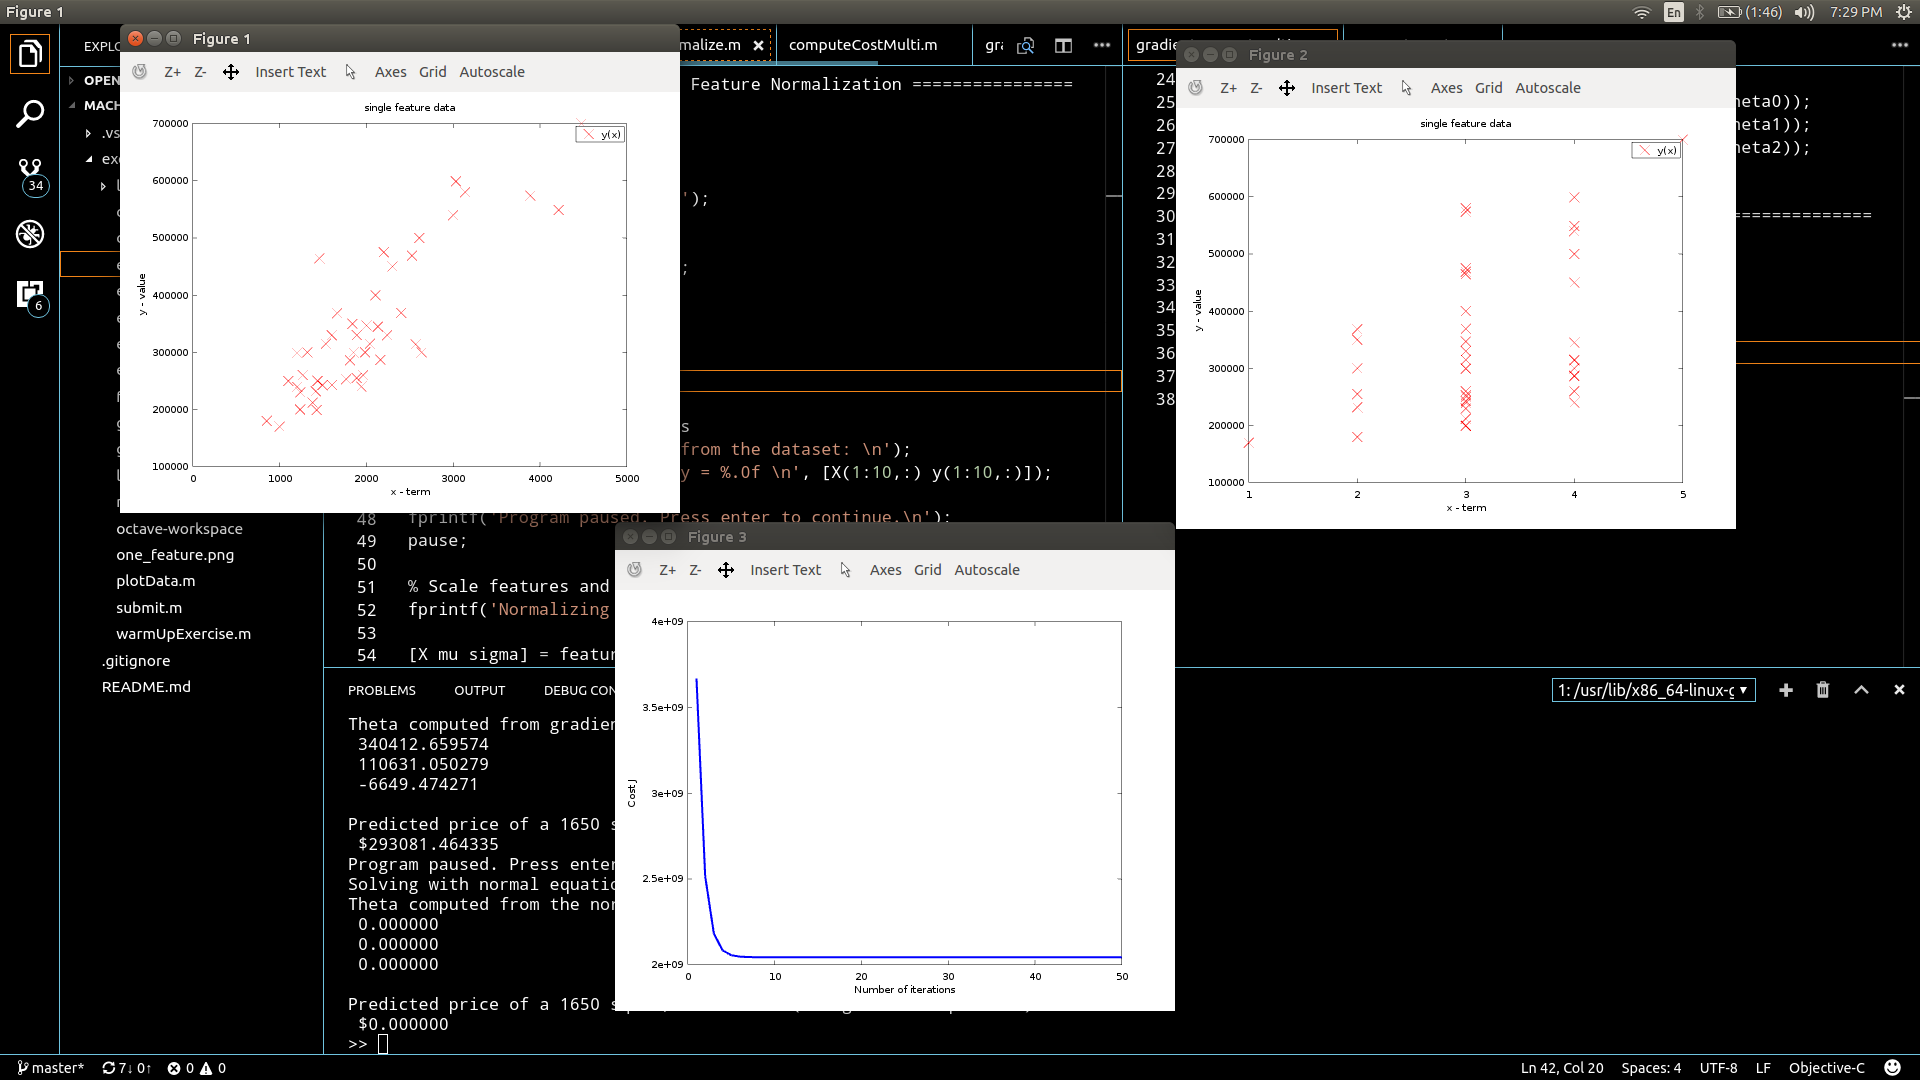 Figure 1
En
(1:46)
7:29 PM
34
6
EXPL
OPEN
MACH
.vs
exe
octave-workspace
one_feature.png
plotData.m
submit.m
warmUpExercise.m
.gitignore
README.md
Figure 1
Z+ Z- Insert Text Axes Grid Autoscale
single feature data
700000
600000
500000
400000
300000
200000
100000
y - value
0 1000 2000 3000 4000 5000
x - term
y(x)
malize.m
computeCostMulti.m
gra
Feature Normalization ================
');
;
s
from the dataset: \n');
y = %.0f \n', [X(1:10,:) y(1:10,:)]);
48 fprintf('Program paused. Press enter to continue.\n');
49 pause;
50
51 % Scale features and
52 fprintf('Normalizing
53
54 [X mu sigma] = featur
24
25 heta0));
26 heta1));
27 heta2));
28
29
30 ==============
31
32
33
34
35
36
37
38
Figure 2
Z+ Z- Insert Text Axes Grid Autoscale
single feature data
700000
600000
500000
400000
300000
200000
100000
y - value
1 2 3 4 5
x - term
y(x)
Figure 3
Z+ Z- Insert Text Axes Grid Autoscale
4e+09
3.5e+09
3e+09
2.5e+09
2e+09
Cost J
0 10 20 30 40 50
Number of iterations
PROBLEMS OUTPUT DEBUG CON
1: /usr/lib/x86_64-linux-g
Theta computed from gradien
340412.659574
110631.050279
-6649.474271
Predicted price of a 1650 s
$293081.464335
Program paused. Press enter
Solving with normal equatio
Theta computed from the nor
0.000000
0.000000
0.000000
Predicted price of a 1650 s
$0.000000
>>
master* 7↓ 0↑ 0 0
Ln 42, Col 20 Spaces: 4 UTF-8 LF Objective-C